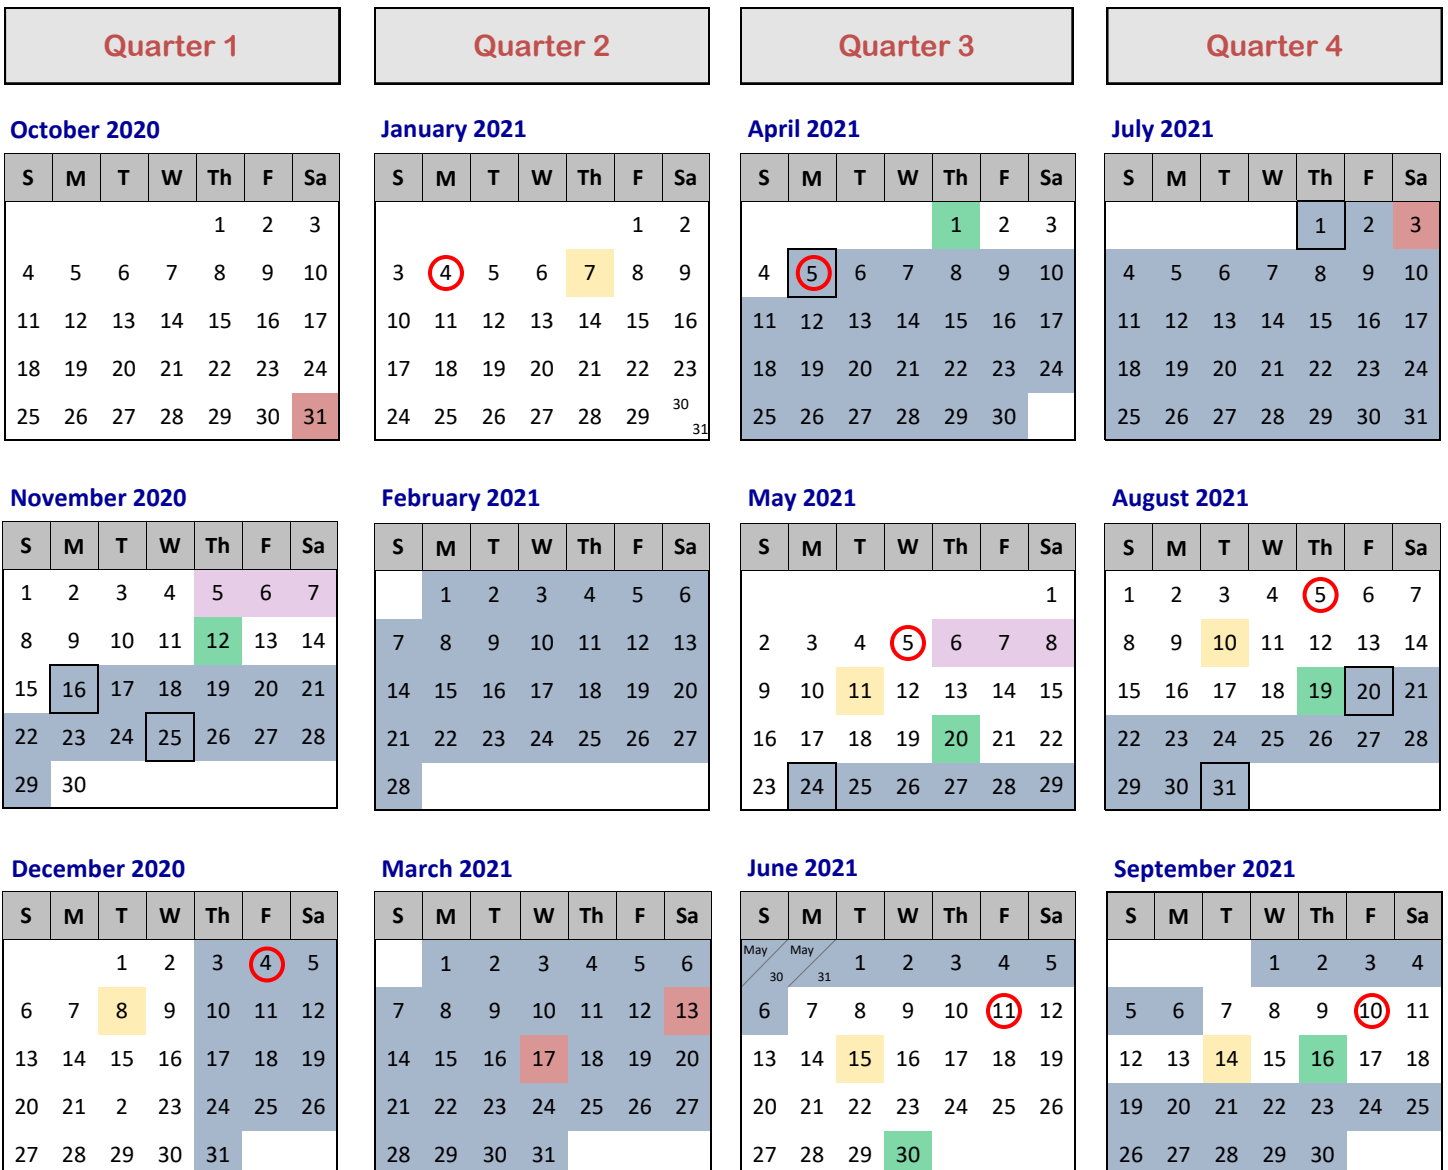 Quarter 1 Quarter 2 Quarter 3 Quarter 4
October 2020
S M T W Th F Sa
1 2 3
4 5 6 7 8 9 10
11 12 13 14 15 16 17
18 19 20 21 22 23 24
25 26 27 28 29 30 31
January 2021
S M T W Th F Sa
1 2
3 4 5 6 7 8 9
10 11 12 13 14 15 16
17 18 19 20 21 22 23
24 25 26 27 28 29 30 31
April 2021
S M T W Th F Sa
1 2 3
4 5 6 7 8 9 10
11 12 13 14 15 16 17
18 19 20 21 22 23 24
25 26 27 28 29 30
July 2021
S M T W Th F Sa
1 2 3
4 5 6 7 8 9 10
11 12 13 14 15 16 17
18 19 20 21 22 23 24
25 26 27 28 29 30 31
November 2020
S M T W Th F Sa
1 2 3 4 5 6 7
8 9 10 11 12 13 14
15 16 17 18 19 20 21
22 23 24 25 26 27 28
29 30
February 2021
S M T W Th F Sa
1 2 3 4 5 6
7 8 9 10 11 12 13
14 15 16 17 18 19 20
21 22 23 24 25 26 27
28
May 2021
S M T W Th F Sa
1
2 3 4 5 6 7 8
9 10 11 12 13 14 15
16 17 18 19 20 21 22
23 24 25 26 27 28 29
August 2021
S M T W Th F Sa
1 2 3 4 5 6 7
8 9 10 11 12 13 14
15 16 17 18 19 20 21
22 23 24 25 26 27 28
29 30 31
December 2020
S M T W Th F Sa
1 2 3 4 5
6 7 8 9 10 11 12
13 14 15 16 17 18 19
20 21 2 23 24 25 26
27 28 29 30 31
March 2021
S M T W Th F Sa
1 2 3 4 5 6
7 8 9 10 11 12 13
14 15 16 17 18 19 20
21 22 23 24 25 26 27
28 29 30 31
June 2021
S M T W Th F Sa
May 30 May 31 1 2 3 4 5
6 7 8 9 10 11 12
13 14 15 16 17 18 19
20 21 22 23 24 25 26
27 28 29 30
September 2021
S M T W Th F Sa
1 2 3 4
5 6 7 8 9 10 11
12 13 14 15 16 17 18
19 20 21 22 23 24 25
26 27 28 29 30